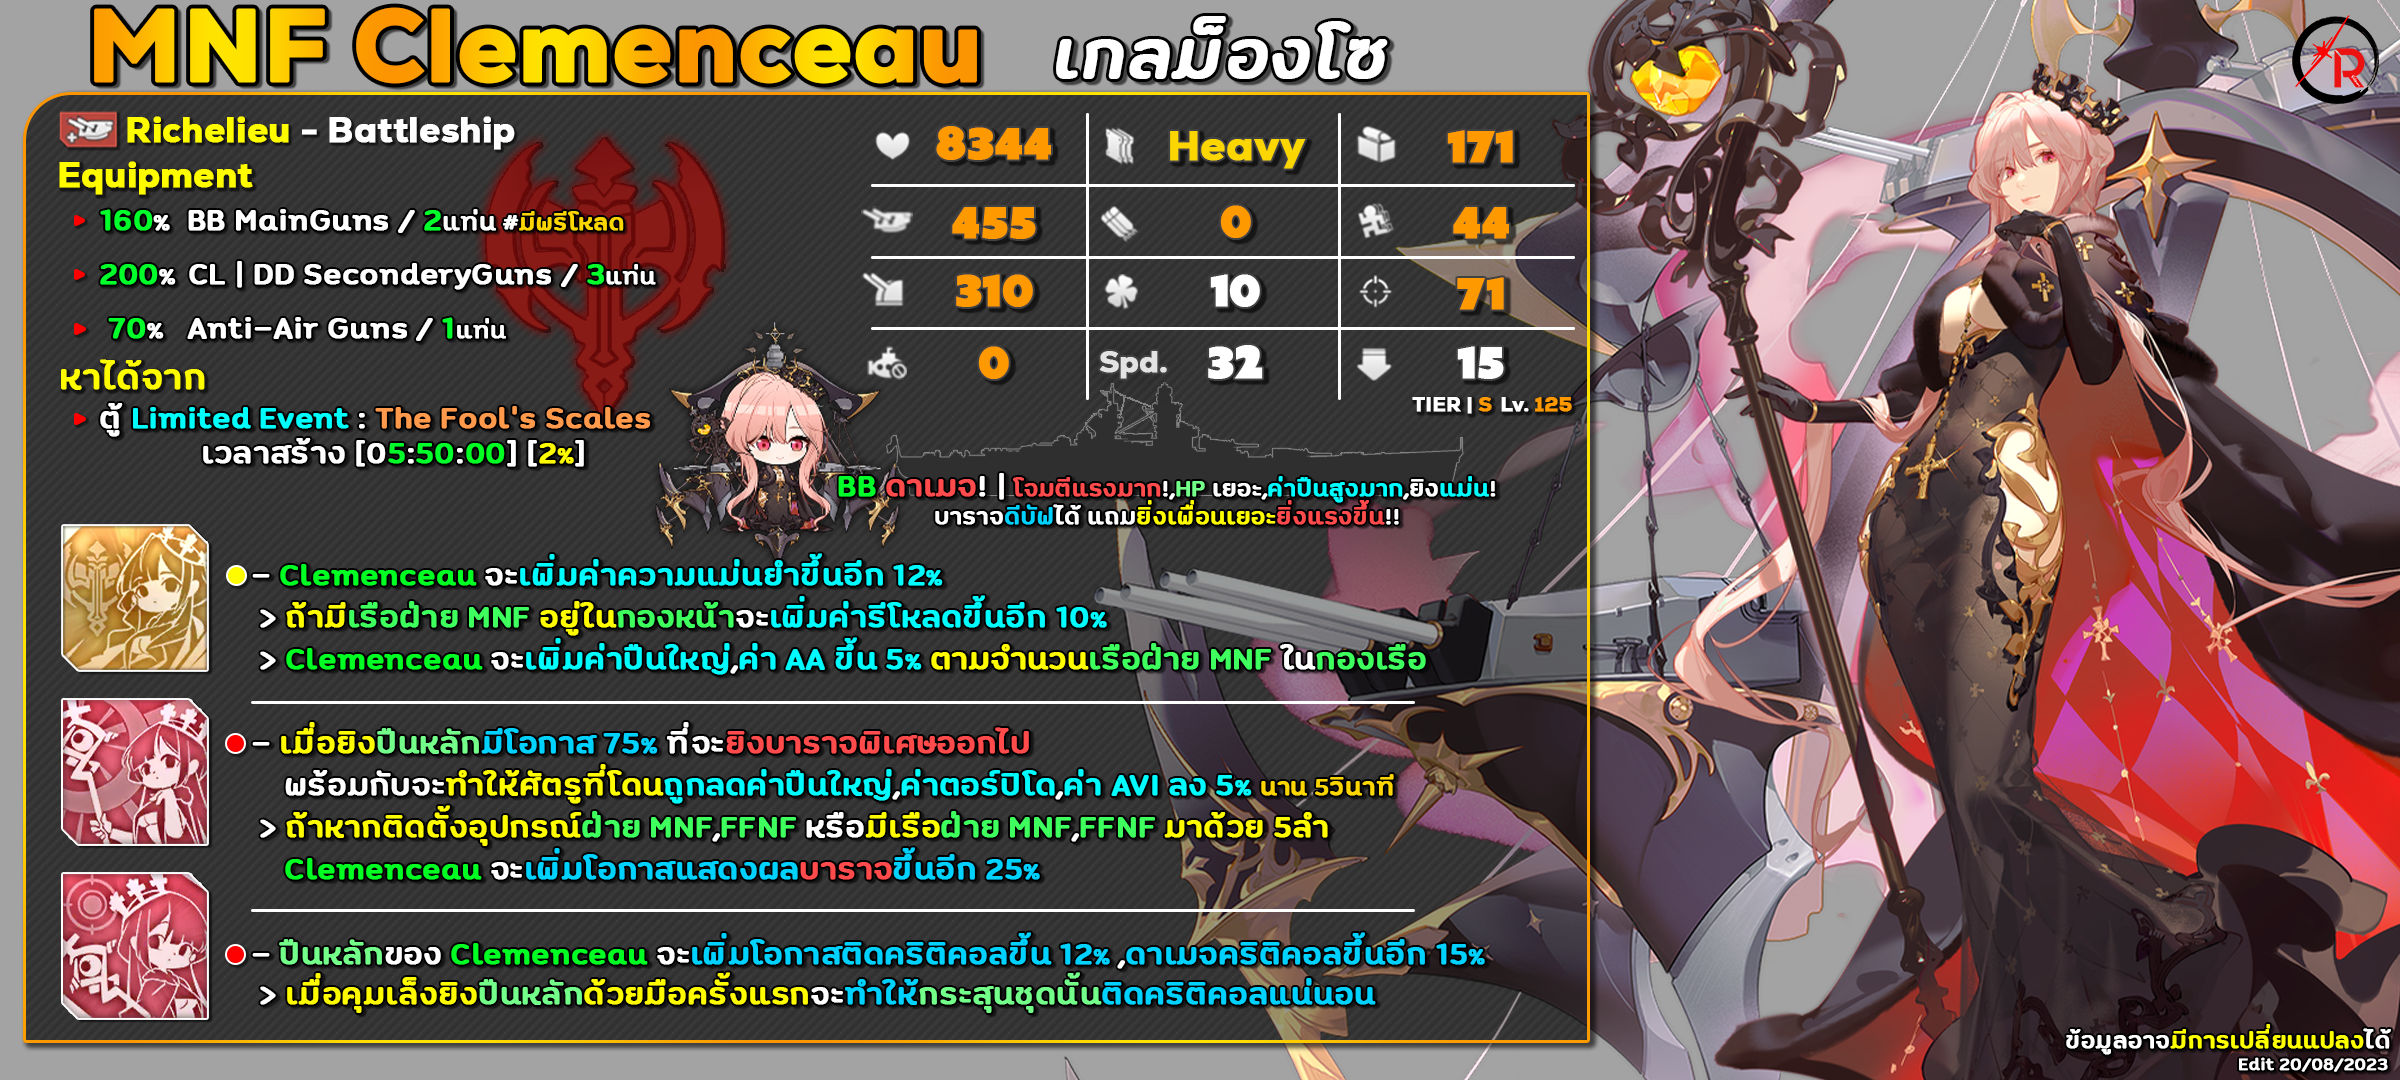 MNF Clemenceau เกลม็องโซ
Richelieu - Battleship
Equipment
160% BB MainGuns / 2แท่น #มีพรีโหลด
200% CL | DD SeconderyGuns / 3แท่น
70% Anti-Air Guns / 1แท่น
หาได้จาก
ตู้ Limited Event : The Fool's Scales
เวลาสร้าง [05:50:00] [2%]
8344 Heavy 171
455 0 44
310 10 71
0 Spd. 32 15
TIER | S Lv. 125
BB ดาเมจ! | โจมตีแรงมาก!,HP เยอะ,ค่าปืนสูงมาก,ยิงแม่น!
บาราจดีบัฟได้ แถมยิ่งเพื่อนเยอะยิ่งแรงขึ้น!!
- Clemenceau จะเพิ่มค่าความแม่นยำขึ้นอีก 12%
> ถ้ามีเรือฝ่าย MNF อยู่ในกองหน้าจะเพิ่มค่ารีโหลดขึ้นอีก 10%
> Clemenceau จะเพิ่มค่าปืนใหญ่,ค่า AA ขึ้น 5% ตามจำนวนเรือฝ่าย MNF ในกองเรือ
- เมื่อยิงปืนหลักมีโอกาส 75% ที่จะยิงบาราจพิเศษออกไป
พร้อมกับจะทำให้ศัตรูที่โดนถูกลดค่าปืนใหญ่,ค่าตอร์ปิโด,ค่า AVI ลง 5% นาน 5วินาที
> ถ้าหากติดตั้งอุปกรณ์ฝ่าย MNF,FFNF หรือมีเรือฝ่าย MNF,FFNF มาด้วย 5ลำ
Clemenceau จะเพิ่มโอกาสแสดงผลบาราจขึ้นอีก 25%
- ปืนหลักของ Clemenceau จะเพิ่มโอกาสติดคริติคอลขึ้น 12% ,ดาเมจคริติคอลขึ้นอีก 15%
> เมื่อคุมเล็งยิงปืนหลักด้วยมือครั้งแรกจะทำให้กระสุนชุดนั้นติดคริติคอลแน่นอน
R
ข้อมูลอาจมีการเปลี่ยนแปลงได้
Edit 20/08/2023